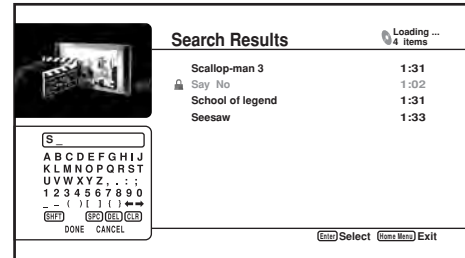 Search Results
Loading ...
4 items
Scallop-man 3 1:31
Say No 1:02
School of legend 1:31
Seesaw 1:33
S _
A B C D E F G H I J
K L M N O P Q R S T
U V W X Y Z , . : ;
1 2 3 4 5 6 7 8 9 0
_ – ( ) [ ] { } ← →
SHFT SPC DEL CLR
DONE CANCEL
Enter Select Home Menu Exit